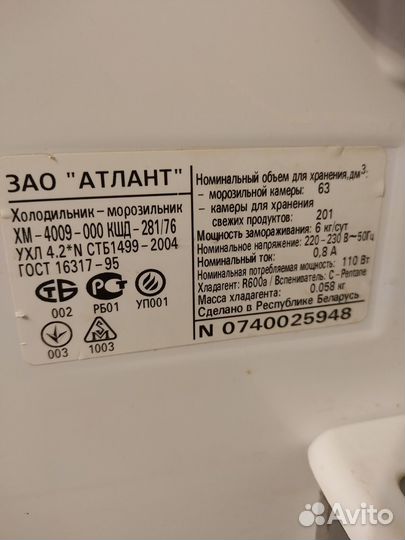 ЗАО "АТЛАНТ"
Холодильник - морозильник
ХМ - 4009 - 000 КШД - 281/76
УХЛ 4.2*N СТБ1499 - 2004
ГОСТ 16317 - 95
002 РБ01 УП001
003 1003
Номинальный объем для хранения, дм³:
- морозильной камеры: 63
- камеры для хранения
свежих продуктов: 201
Мощность замораживания: 6 кг/сут
Номинальное напряжение: 220 - 230 В~50Гц
Номинальный ток: 0,8 А
Номинальная потребляемая мощность: 110 Вт
Хладагент: R600a / Вспениватель: C - Pentane
Масса хладагента: 0.058 кг
Сделано в Республике Беларусь
N 0740025948
Avito